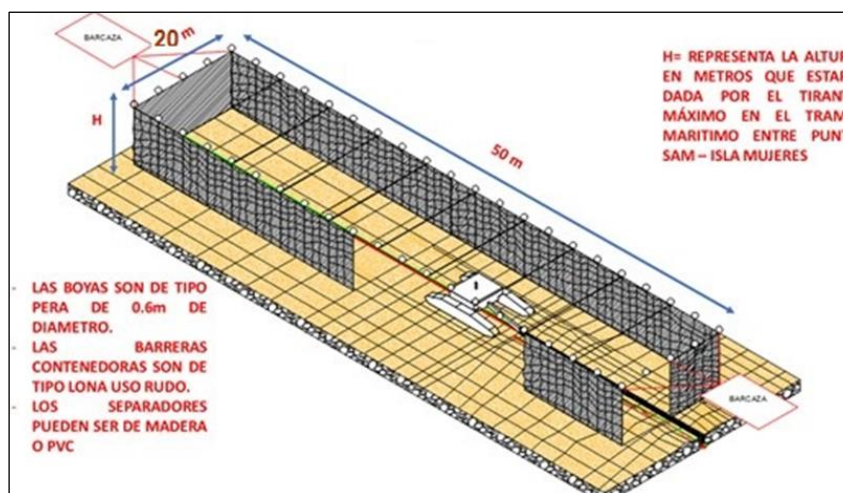 BARCAZA
20 m
H
50 m
H= REPRESENTA LA ALTUR
EN METROS QUE ESTAR
DADA POR EL TIRANT
MÁXIMO EN EL TRAM
MARITIMO ENTRE PUNT
SAM – ISLA MUJERES
- LAS BOYAS SON DE TIPO
PERA DE 0.6m DE
DIAMETRO.
- LAS BARRERAS
CONTENEDORAS SON DE
TIPO LONA USO RUDO.
- LOS SEPARADORES
PUEDEN SER DE MADERA
O PVC
BARCAZA